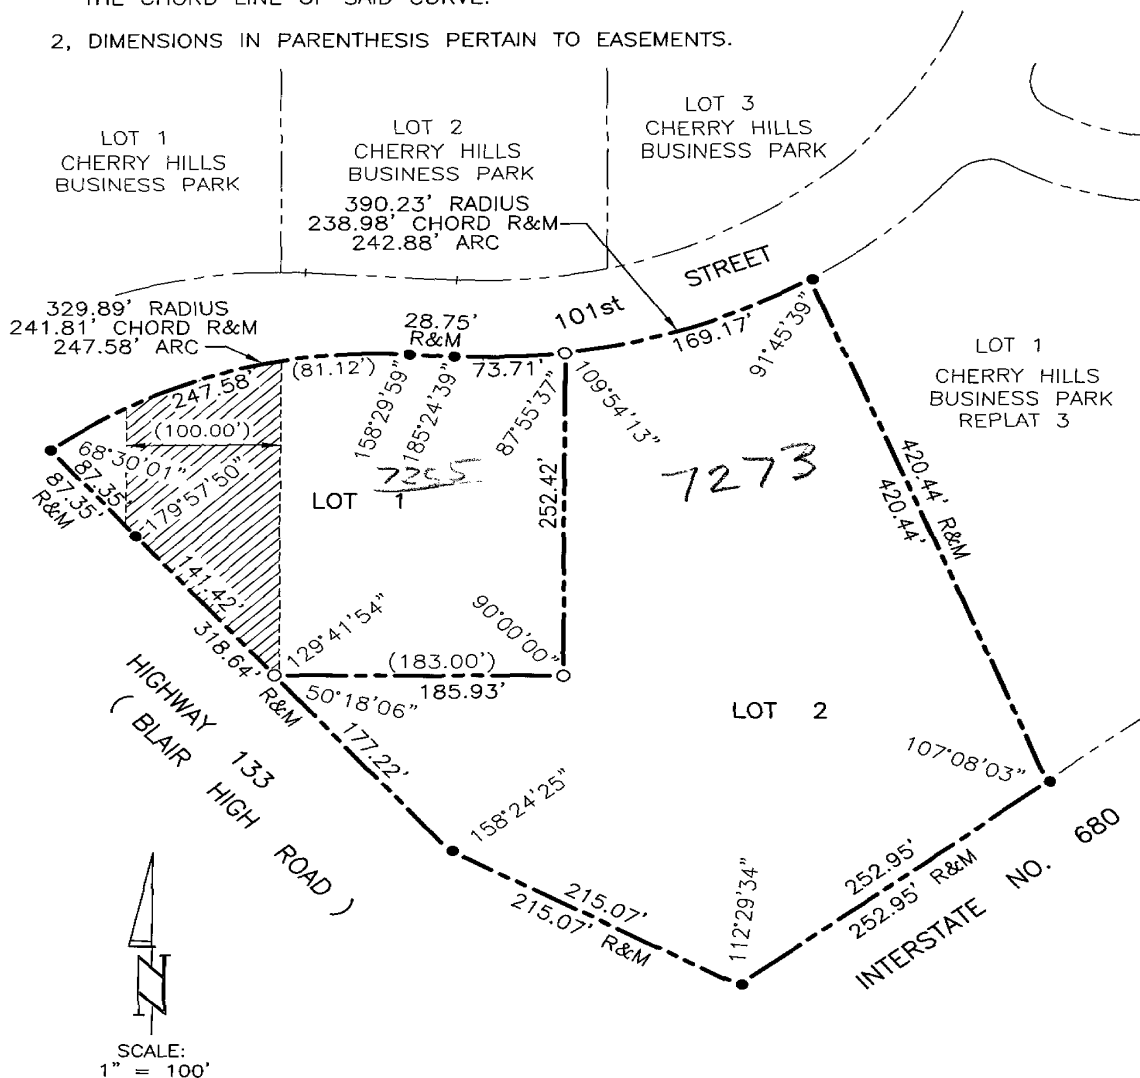 THE CHORD LINE OF SAID CURVE.
2, DIMENSIONS IN PARENTHESIS PERTAIN TO EASEMENTS.
LOT 1
CHERRY HILLS
BUSINESS PARK
LOT 2
CHERRY HILLS
BUSINESS PARK
LOT 3
CHERRY HILLS
BUSINESS PARK
390.23' RADIUS
238.98' CHORD R&M
242.88' ARC
101st STREET
329.89' RADIUS
241.81' CHORD R&M
247.58' ARC
28.75'
R&M
247.58'
(81.12')
73.71'
169.17'
91°45'39"
LOT 1
CHERRY HILLS
BUSINESS PARK
REPLAT 3
(100.00')
158°29'59"
185°24'39"
87°55'37"
109°54'13"
68°30'01"
87.35'
87.35'
R&M
179°57'50"
LOT 1
252.42'
7273
420.44' R&M
420.44'
141.42'
318.64' R&M
129°41'54"
90°00'00"
(183.00')
185.93'
50°18'06"
177.22'
LOT 2
107°08'03"
HIGHWAY 133
( BLAIR HIGH ROAD )
158°24'25"
215.07'
215.07' R&M
112°29'34"
252.95'
252.95' R&M
INTERSTATE NO. 680
N
SCALE:
1" = 100'